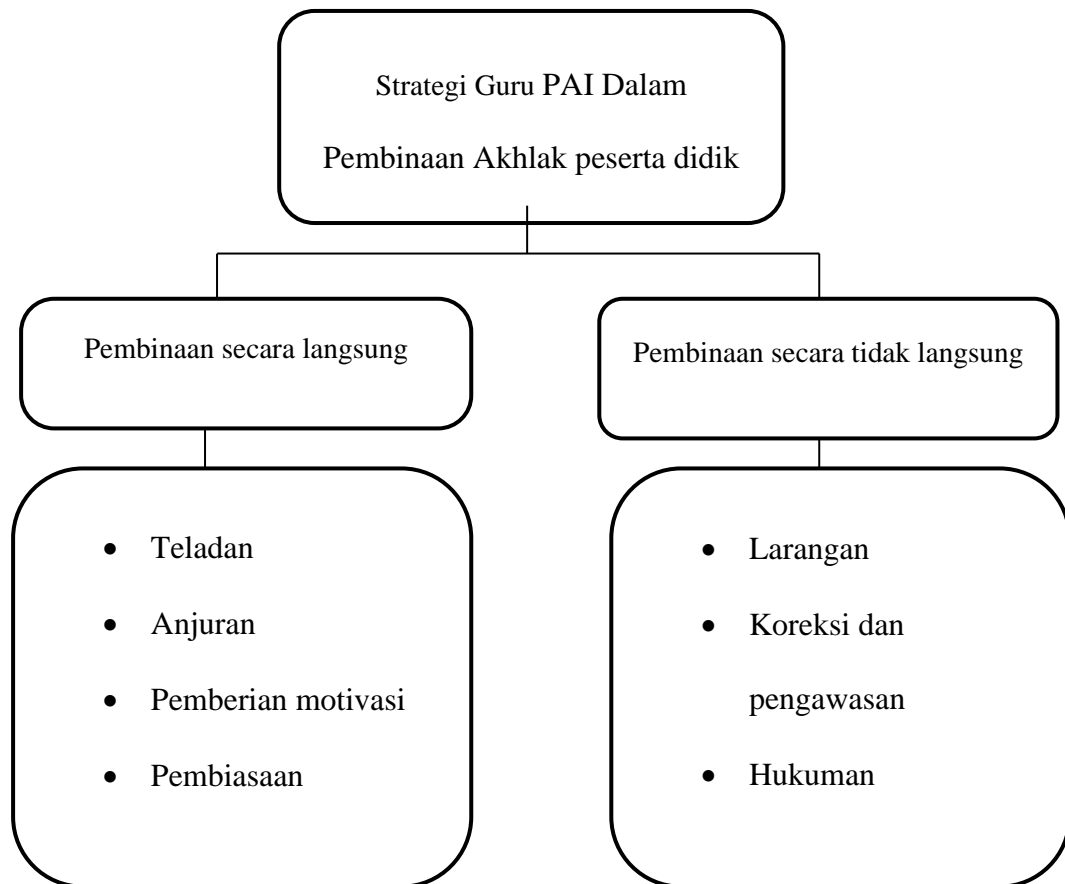 Strategi Guru PAI Dalam
Pembinaan Akhlak peserta didik
Pembinaan secara langsung
Pembinaan secara tidak langsung
• Teladan
• Anjuran
• Pemberian motivasi
• Pembiasaan
• Larangan
• Koreksi dan
pengawasan
• Hukuman